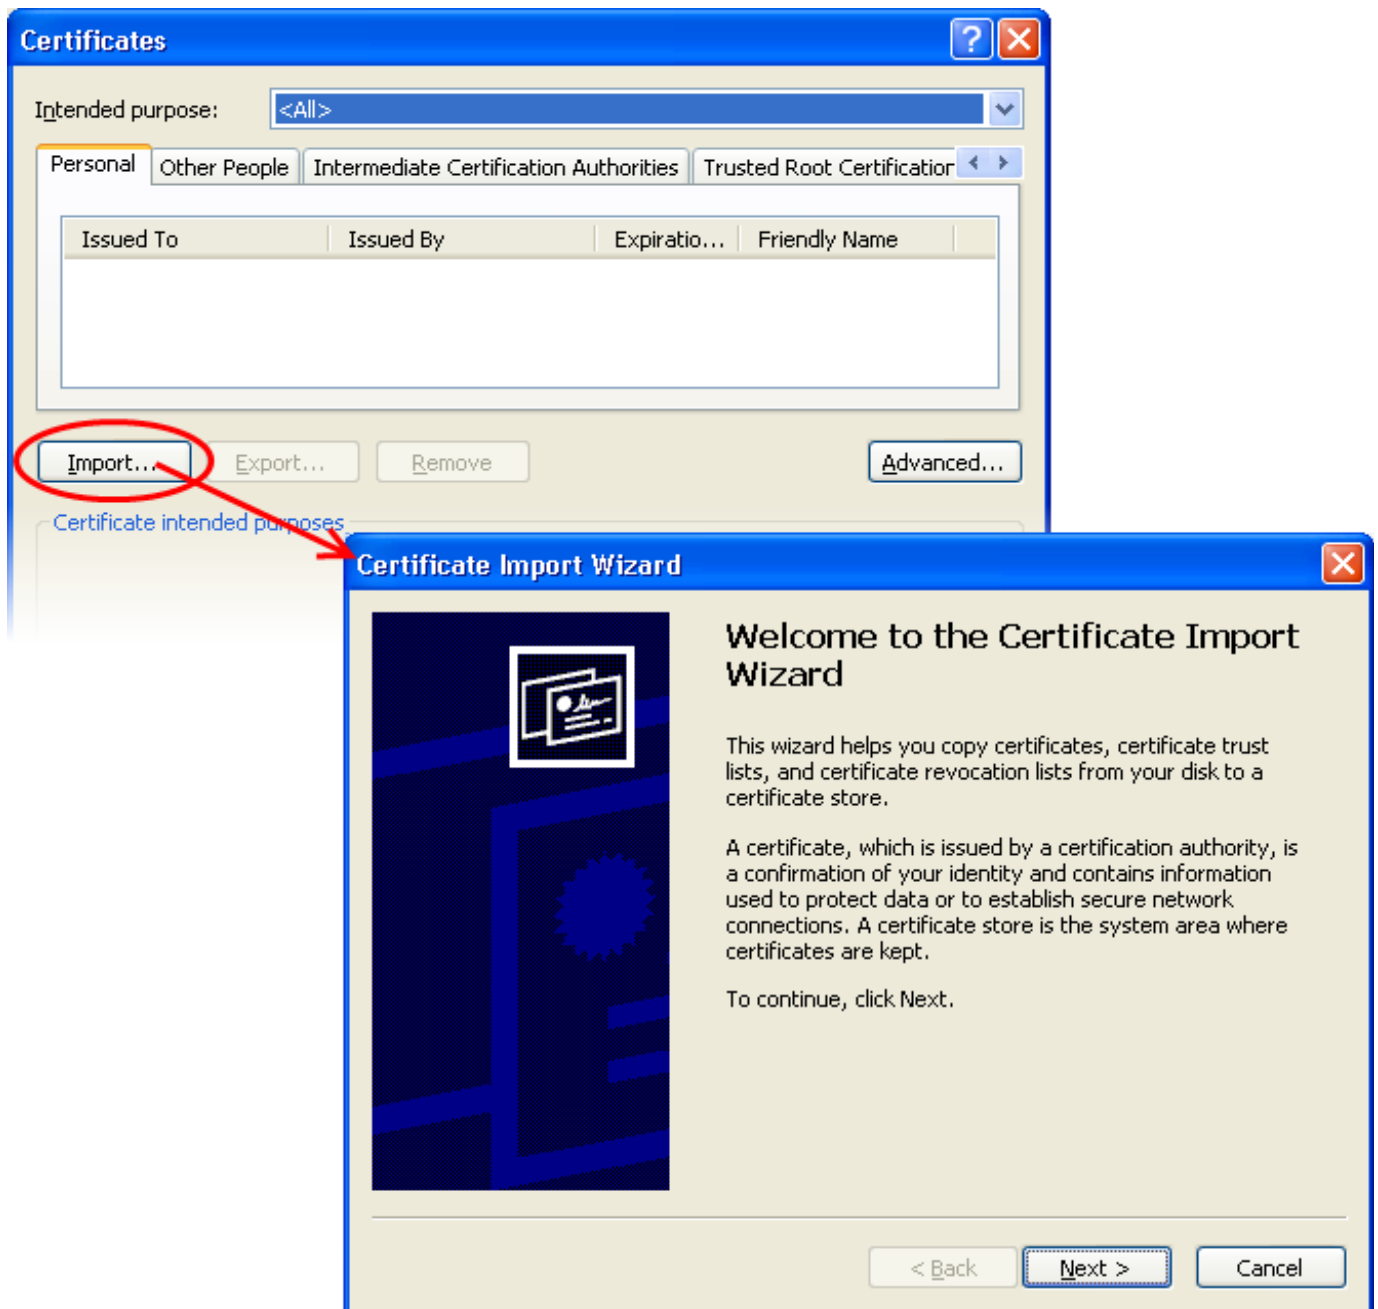 Certificates
?
Intended purpose: <All>
Personal Other People Intermediate Certification Authorities Trusted Root Certification
Issued To Issued By Expiratio... Friendly Name
Import... Export... Remove Advanced...
Certificate intended purposes
Certificate Import Wizard
Welcome to the Certificate Import
Wizard
This wizard helps you copy certificates, certificate trust
lists, and certificate revocation lists from your disk to a
certificate store.
A certificate, which is issued by a certification authority, is
a confirmation of your identity and contains information
used to protect data or to establish secure network
connections. A certificate store is the system area where
certificates are kept.
To continue, click Next.
< Back Next > Cancel